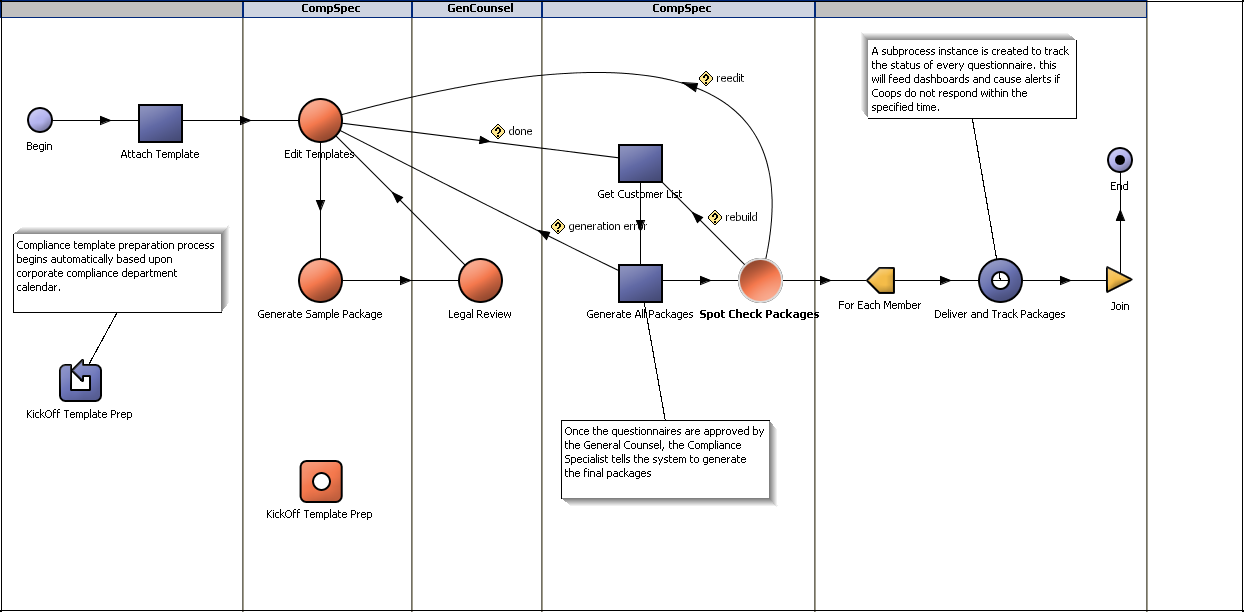 CompSpec
GenCounsel
CompSpec
A subprocess instance is created to track
the status of every questionnaire. this
will feed dashboards and cause alerts if
Coops do not respond within the
specified time.
reedit
done
Begin
Attach Template
Edit Templates
Get Customer List
End
rebuild
generation error
Compliance template preparation process
begins automatically based upon
corporate compliance department
calendar.
Generate Sample Package
Legal Review
Generate All Packages
Spot Check Packages
For Each Member
Deliver and Track Packages
Join
KickOff Template Prep
Once the questionnaires are approved by
the General Counsel, the Compliance
Specialist tells the system to generate
the final packages
KickOff Template Prep